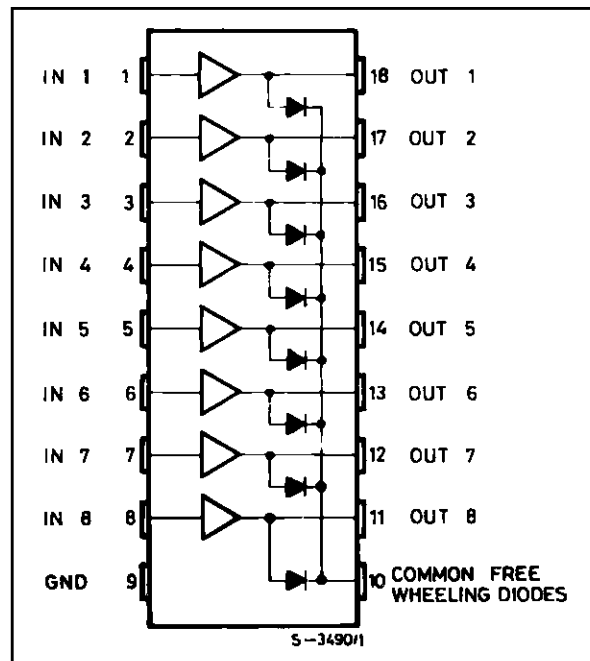 IN 1 1 18 OUT 1
IN 2 2 17 OUT 2
IN 3 3 16 OUT 3
IN 4 4 15 OUT 4
IN 5 5 14 OUT 5
IN 6 6 13 OUT 6
IN 7 7 12 OUT 7
IN 8 8 11 OUT 8
GND 9 10 COMMON FREE
WHEELING DIODES
S-3490/1